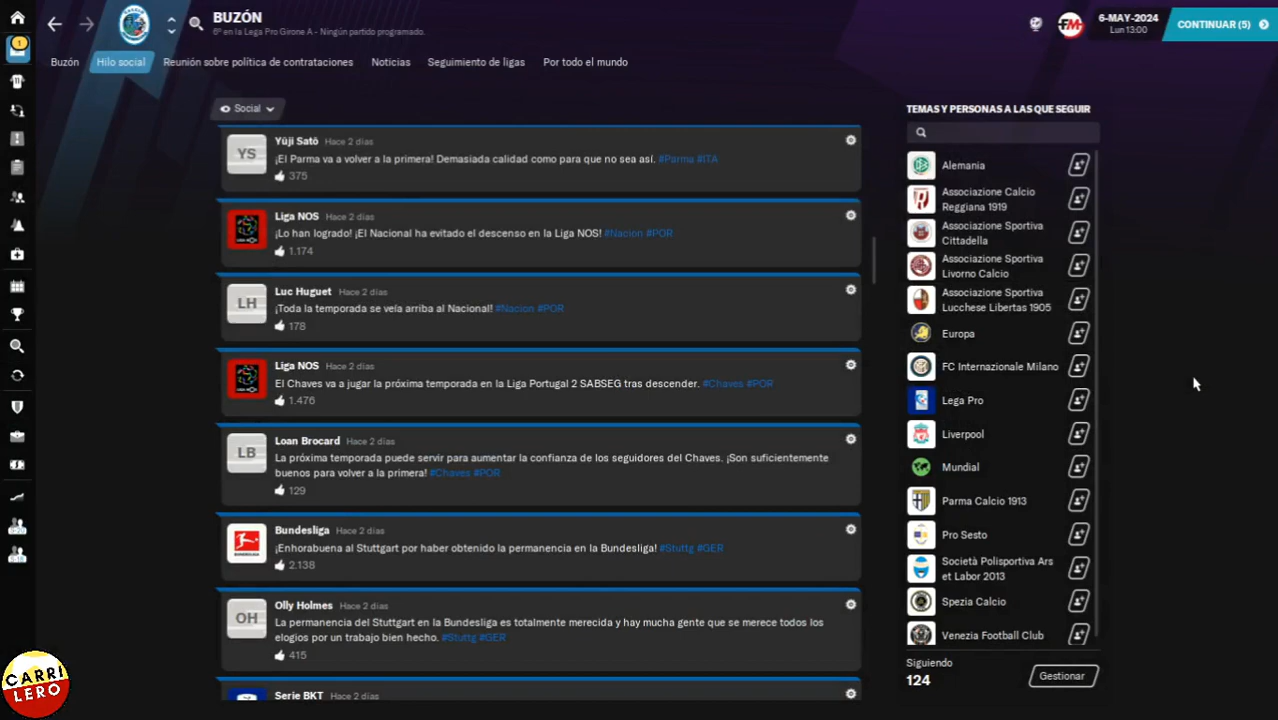 BUZÓN
6º en la Lega Pro Girone A - Ningún partido programado.
6-MAY-2024
Lun 13:00
CONTINUAR (5)
1
FM
Buzón
Hilo social
Reunión sobre política de contrataciones
Noticias
Seguimiento de ligas
Por todo el mundo
Social
YS
Yūji Satō Hace 2 días
¡El Parma va a volver a la primera! Demasiada calidad como para que no sea así. #Parma #ITA
375
Liga NOS Hace 2 días
¡Lo han logrado! ¡El Nacional ha evitado el descenso en la Liga NOS! #Nacion #POR
1.174
LH
Luc Huguet Hace 2 días
¡Toda la temporada se veía arriba al Nacional! #Nacion #POR
178
Liga NOS Hace 2 días
El Chaves va a jugar la próxima temporada en la Liga Portugal 2 SABSEG tras descender. #Chaves #POR
1.476
LB
Loan Brocard Hace 2 días
La próxima temporada puede servir para aumentar la confianza de los seguidores del Chaves. ¡Son suficientemente
buenos para volver a la primera! #Chaves #POR
129
Bundesliga Hace 2 días
¡Enhorabuena al Stuttgart por haber obtenido la permanencia en la Bundesliga! #Stuttg #GER
2.138
OH
Olly Holmes Hace 2 días
La permanencia del Stuttgart en la Bundesliga es totalmente merecida y hay mucha gente que se merece todos los
elogios por un trabajo bien hecho. #Stuttg #GER
415
Serie BKT Hace 2 días
TEMAS Y PERSONAS A LAS QUE SEGUIR
Alemania
Associazione Calcio
Reggiana 1919
Associazione Sportiva
Cittadella
Associazione Sportiva
Livorno Calcio
Associazione Sportiva
Lucchese Libertas 1905
Europa
FC Internazionale Milano
Lega Pro
Liverpool
Mundial
Parma Calcio 1913
Pro Sesto
Società Polisportiva Ars
et Labor 2013
Spezia Calcio
Venezia Football Club
Siguiendo
124
Gestionar
CARRI
LERO